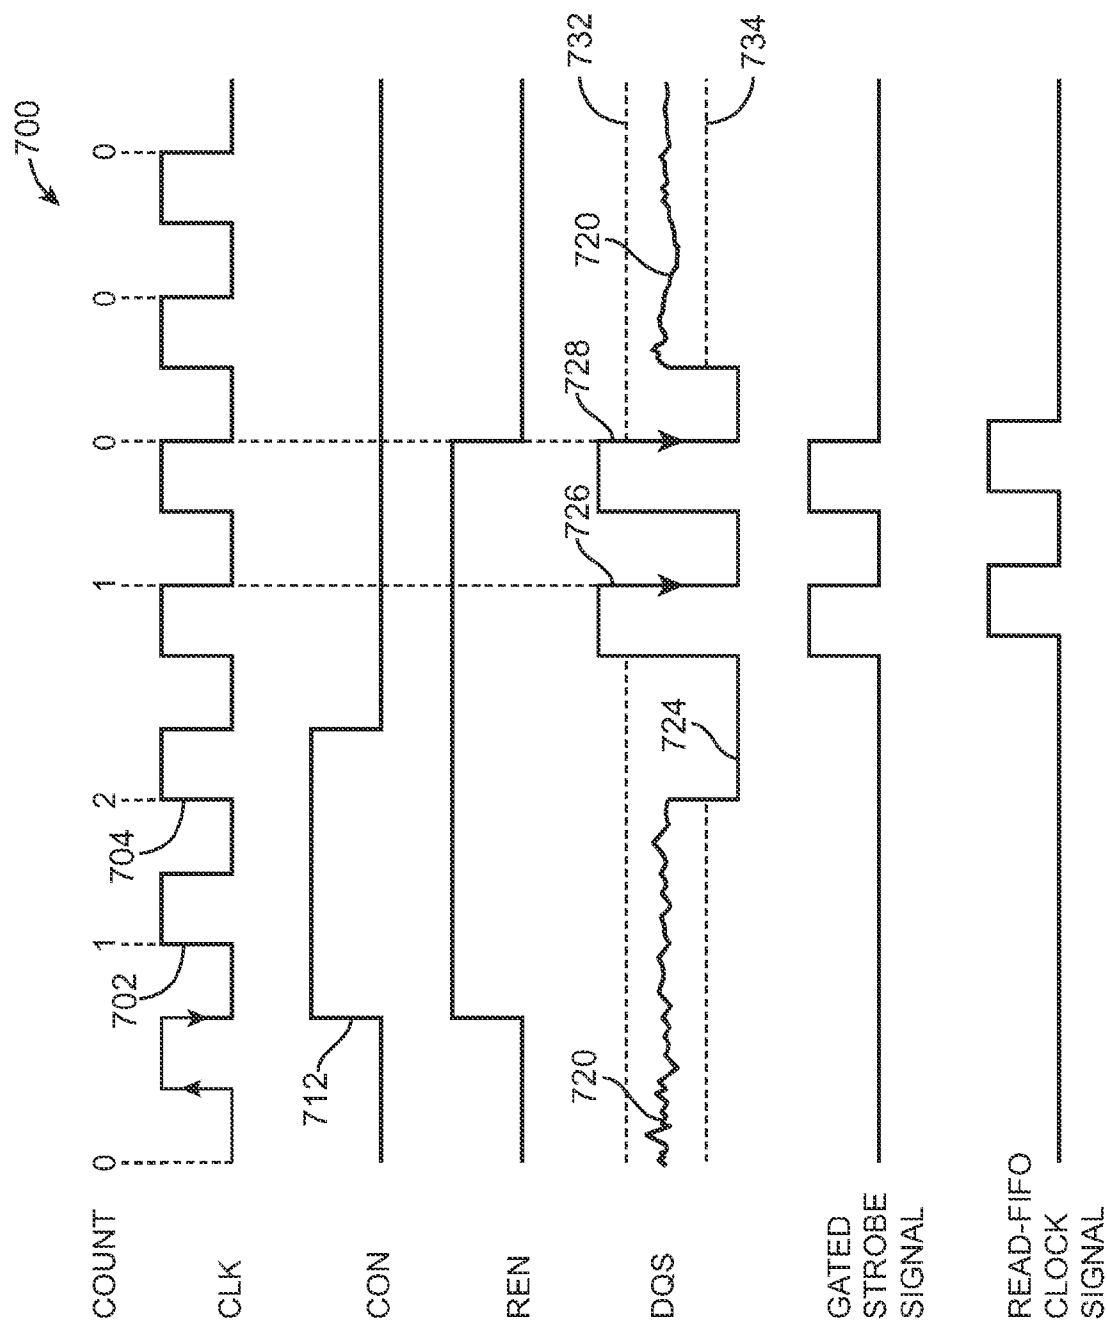 700
COUNT 0 1 2 1 0 0 0
702
704
CLK
712
CON
REN
720
724
726
728
720
732
734
DQS
GATED
STROBE
SIGNAL
READ-FIFO
CLOCK
SIGNAL